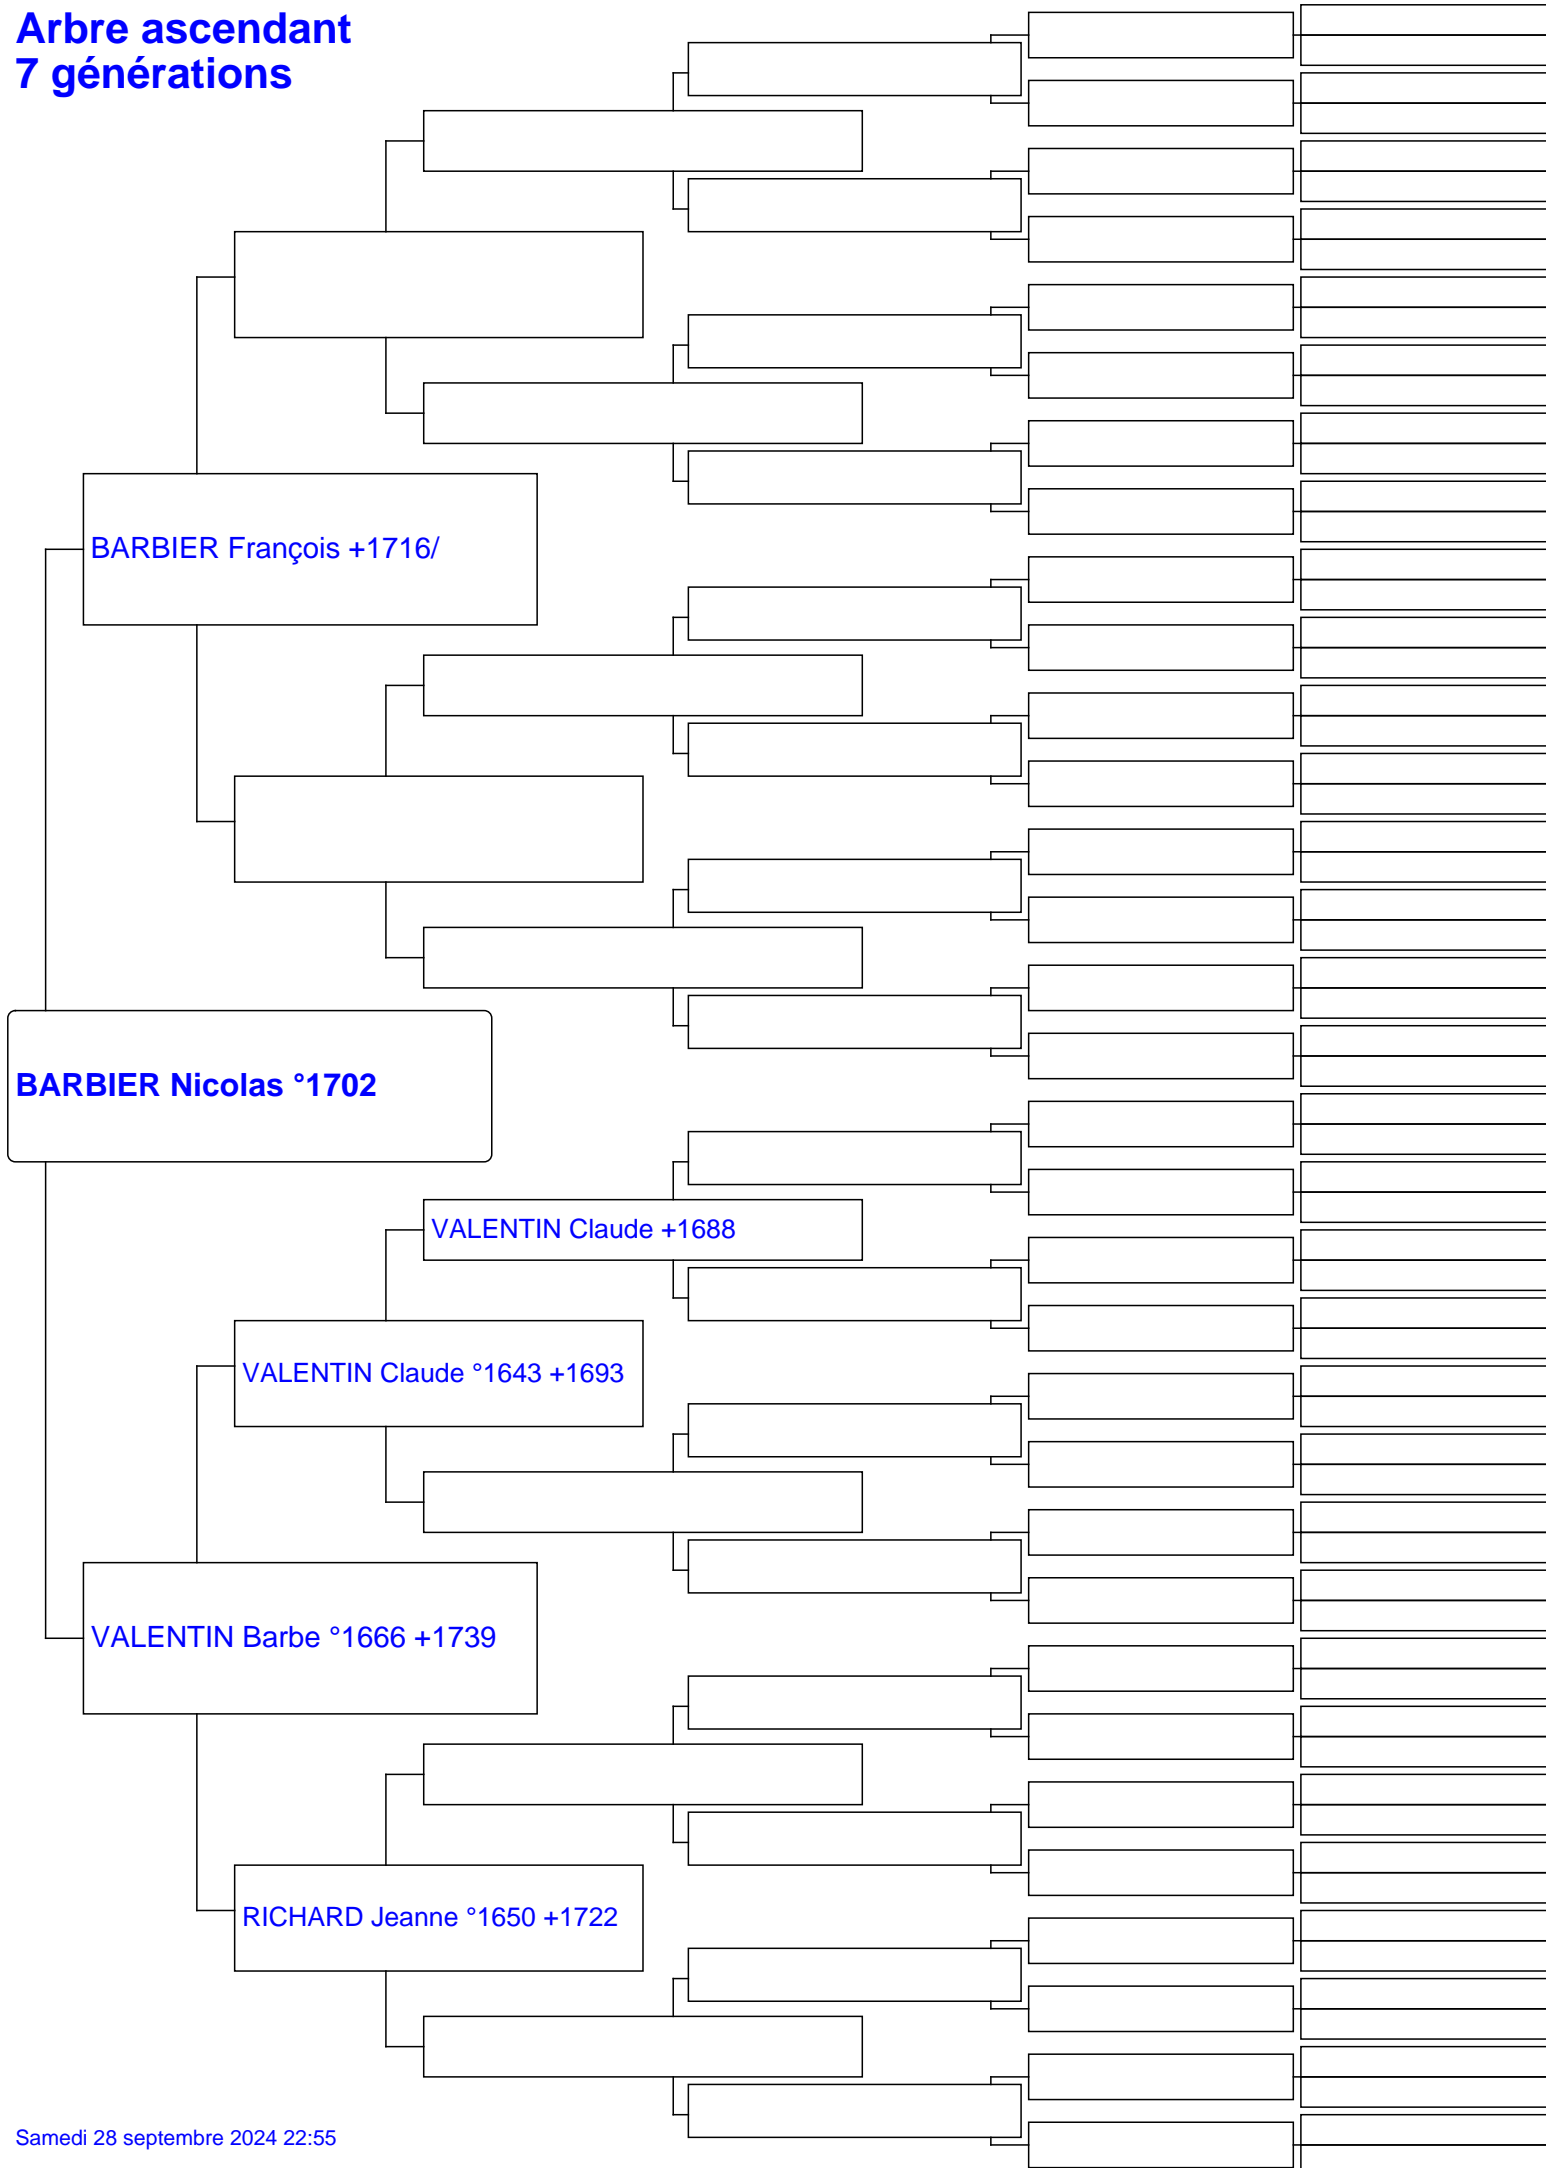 Arbre ascendant
7 générations
BARBIER François +1716/
BARBIER Nicolas °1702
VALENTIN Claude +1688
VALENTIN Claude °1643 +1693
VALENTIN Barbe °1666 +1739
RICHARD Jeanne °1650 +1722
Samedi 28 septembre 2024 22:55